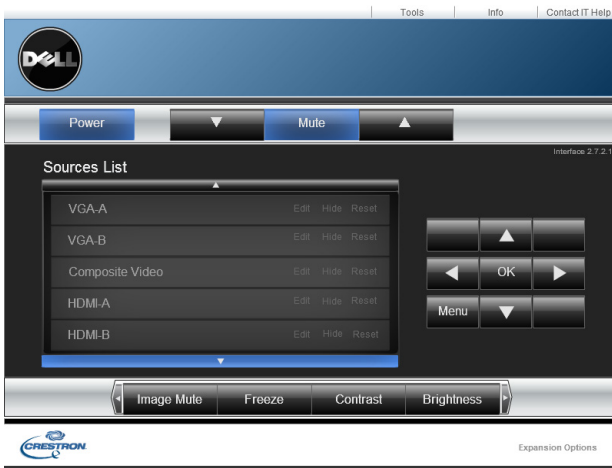 Tools Info Contact IT Help
DELL
Power Mute
Interface 2.7.2.1
Sources List
VGA-A Edit Hide Reset
VGA-B Edit Hide Reset
Composite Video Edit Hide Reset
HDMI-A Edit Hide Reset
HDMI-B Edit Hide Reset
OK
Menu
Image Mute Freeze Contrast Brightness
CRESTRON Expansion Options